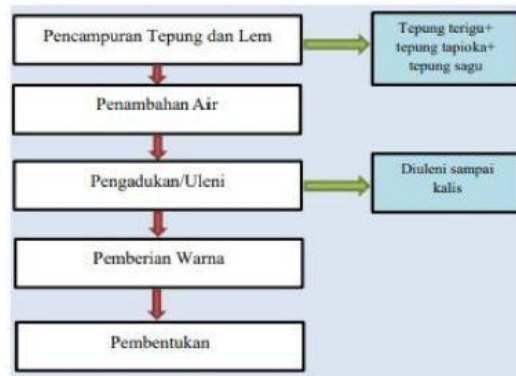 Pencampuran Tepung dan Lem
Tepung terigu+
tepung tapioka+
tepung sagu
Penambahan Air
Pengadukan/Uleni
Diuleni sampai
kalis
Pemberian Warna
Pembentukan